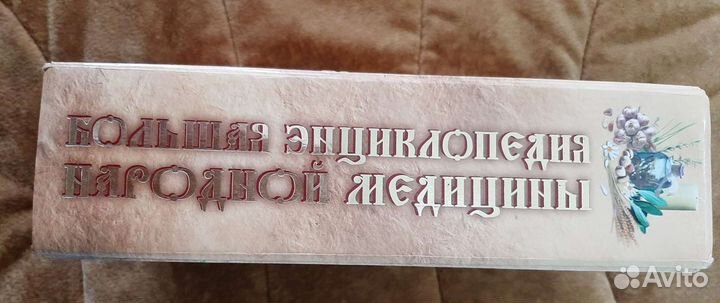 БОЛЬШАЯ ЭНЦИКЛОПЕДИЯ
НАРОДНОЙ МЕДИЦИНЫ
Avito